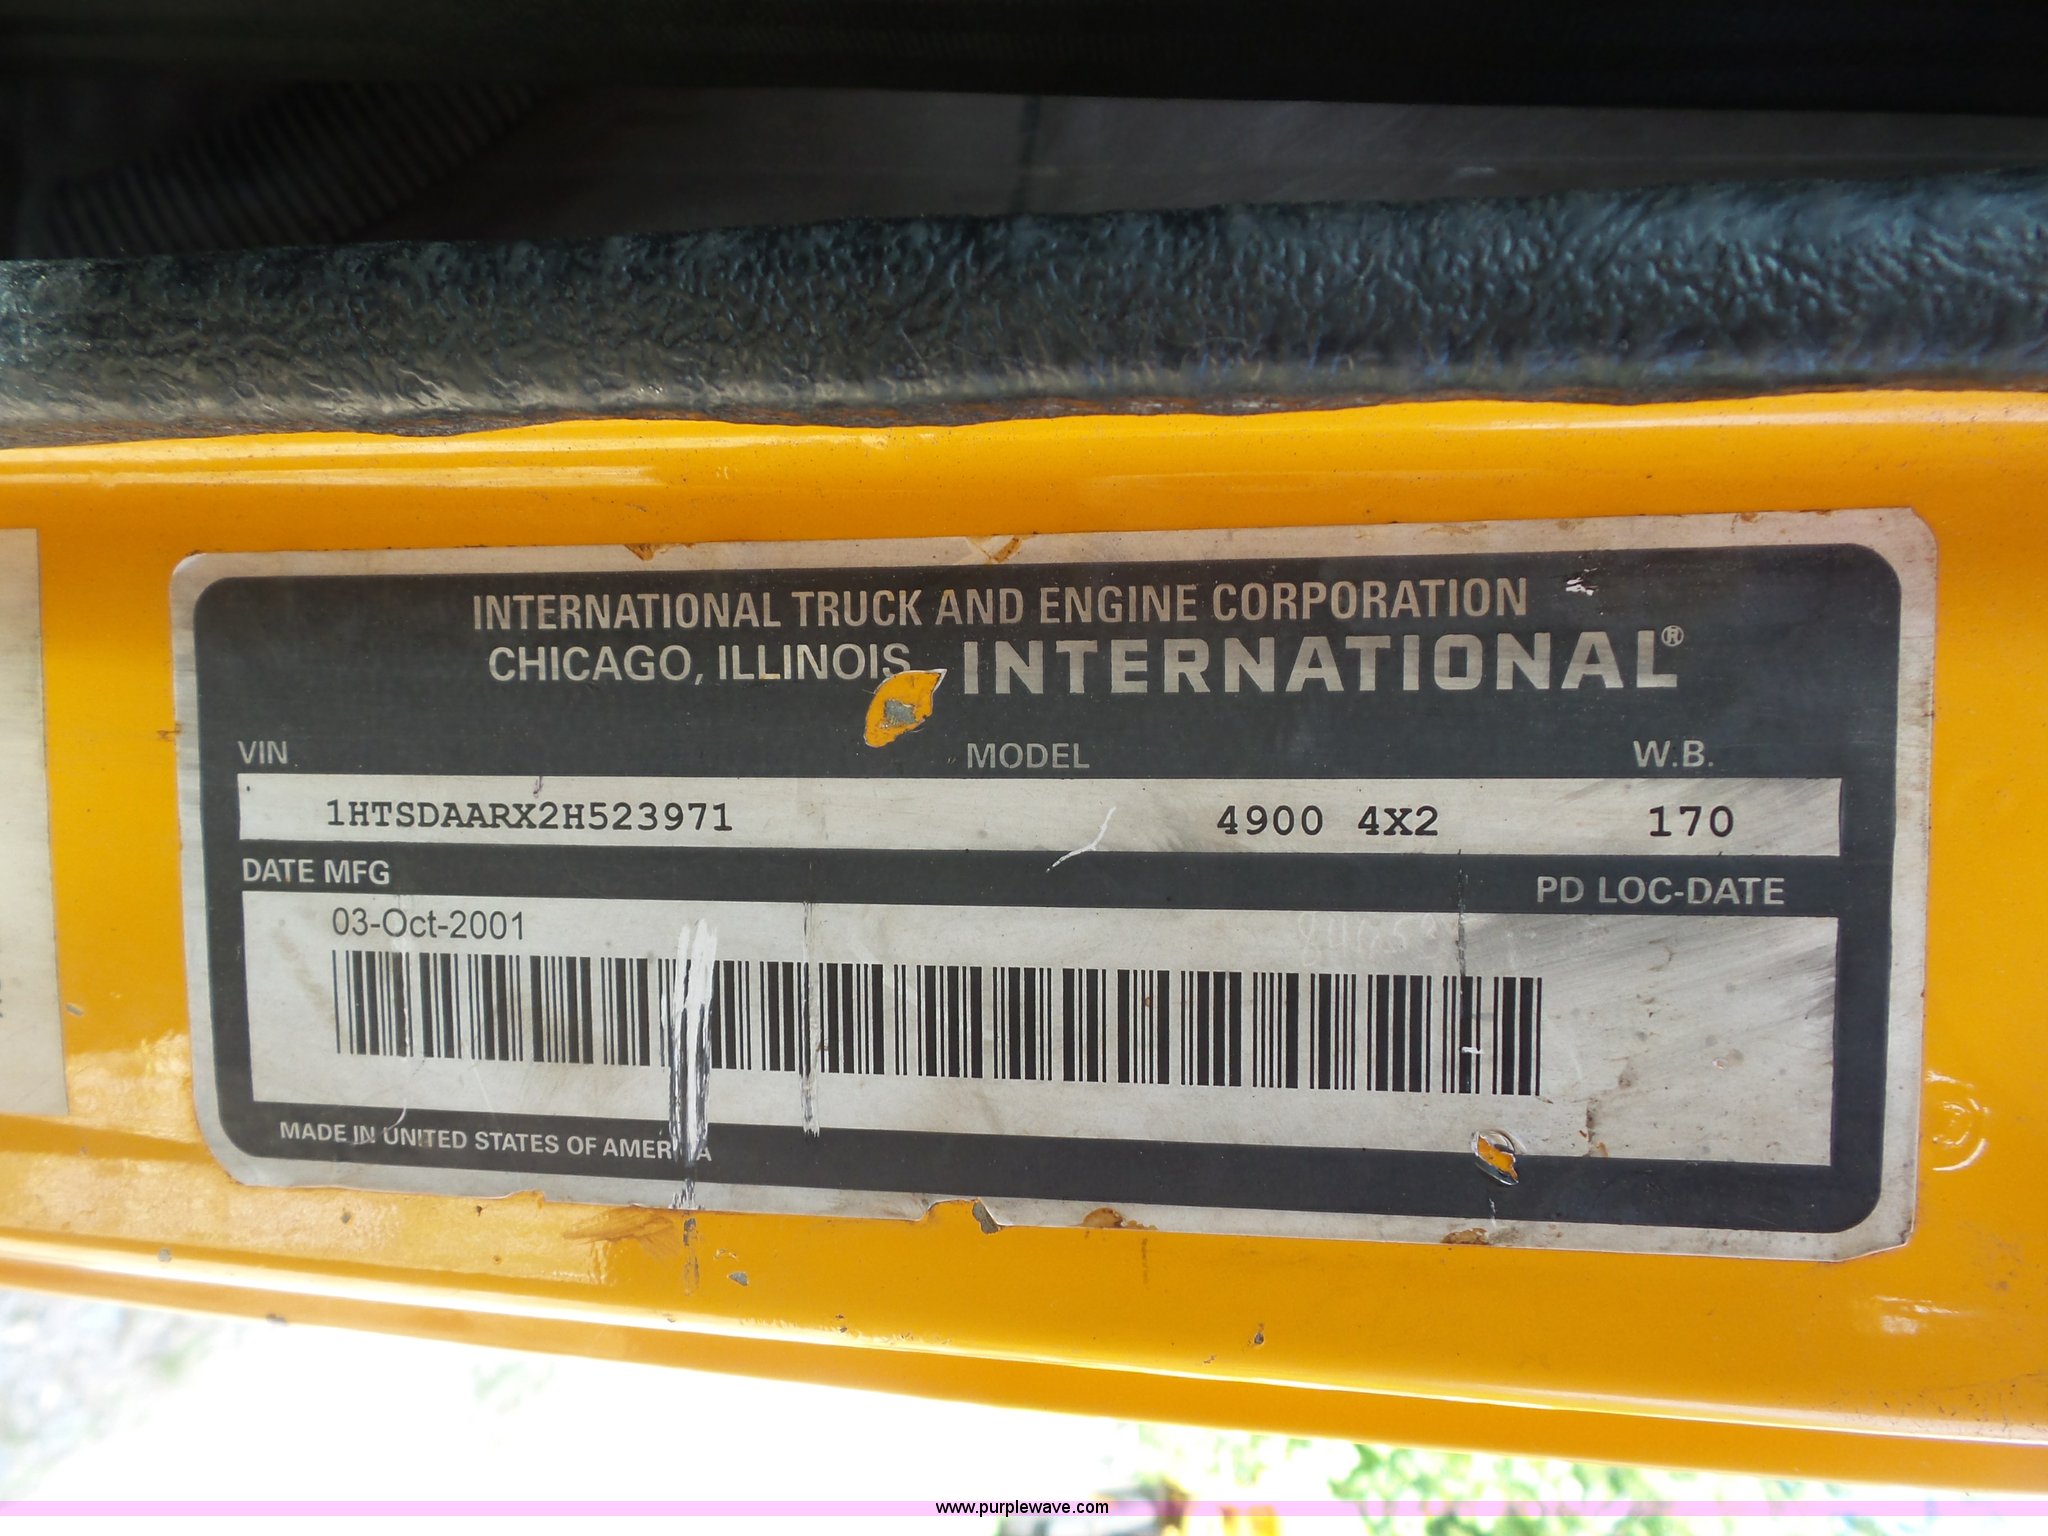 INTERNATIONAL TRUCK AND ENGINE CORPORATION
CHICAGO, ILLINOIS INTERNATIONAL®
VIN MODEL W.B.
1HTSDAARX2H523971 4900 4X2 170
DATE MFG PD LOC-DATE
03-Oct-2001
MADE IN UNITED STATES OF AMERICA
www.purplewave.com